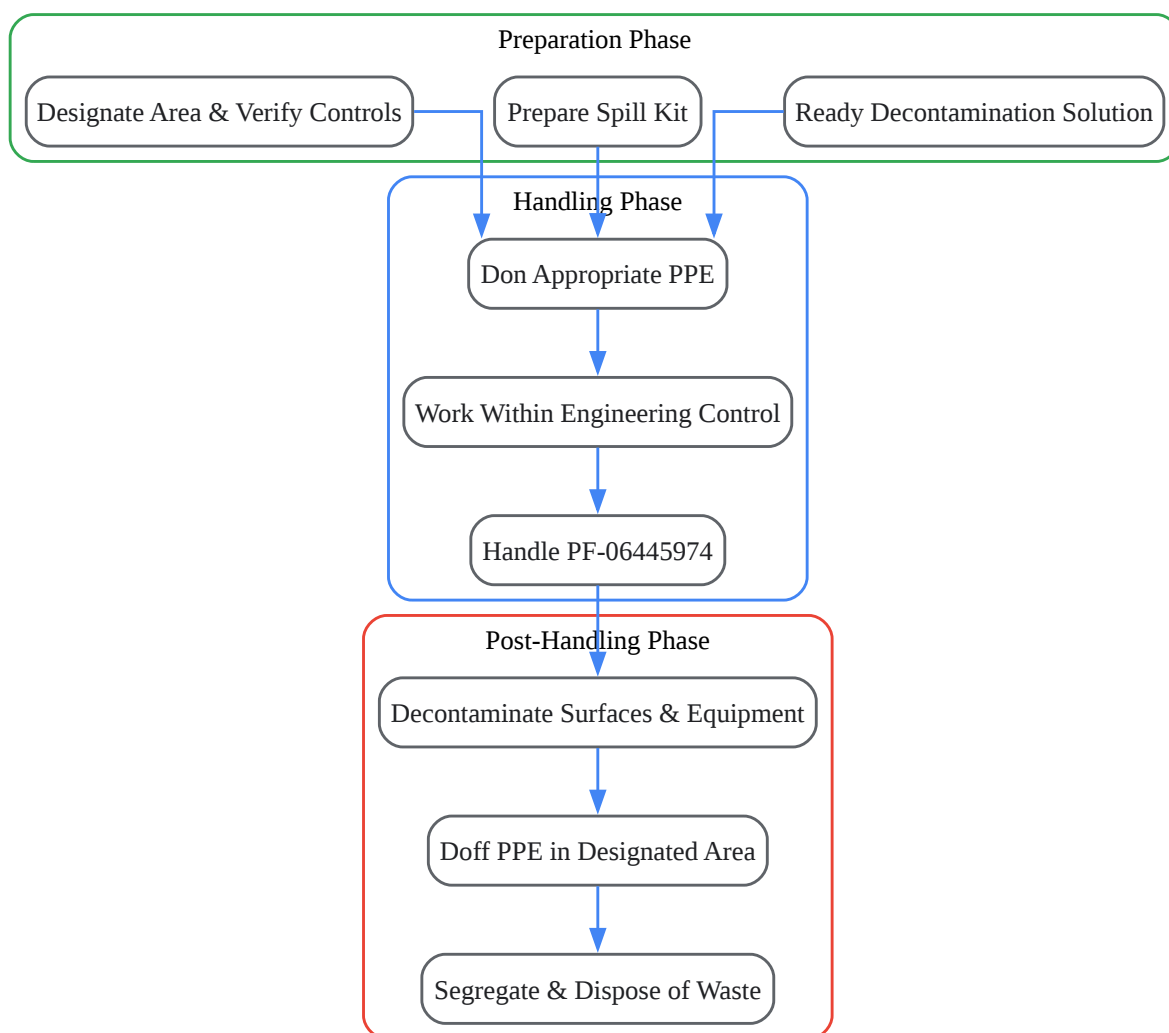 Preparation Phase
Designate Area & Verify Controls
Prepare Spill Kit
Ready Decontamination Solution
Handling Phase
Don Appropriate PPE
Work Within Engineering Control
Handle PF-06445974
Post-Handling Phase
Decontaminate Surfaces & Equipment
Doff PPE in Designated Area
Segregate & Dispose of Waste